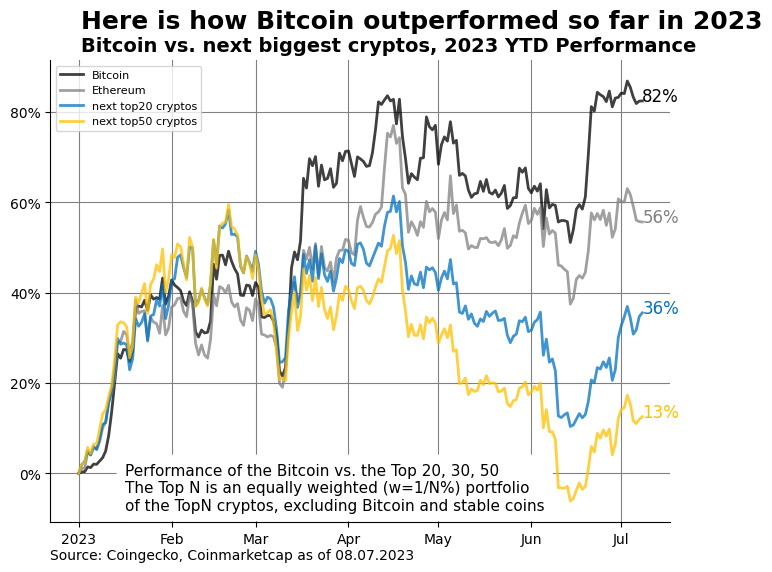 Here is how Bitcoin outperformed so far in 2023
Bitcoin vs. next biggest cryptos, 2023 YTD Performance
Bitcoin
Ethereum
next top20 cryptos
next top50 cryptos
80%
60%
40%
20%
0%
82%
56%
36%
13%
Performance of the Bitcoin vs. the Top 20, 30, 50
The Top N is an equally weighted (w=1/N%) portfolio
of the TopN cryptos, excluding Bitcoin and stable coins
2023 Feb Mar Apr May Jun Jul
Source: Coingecko, Coinmarketcap as of 08.07.2023